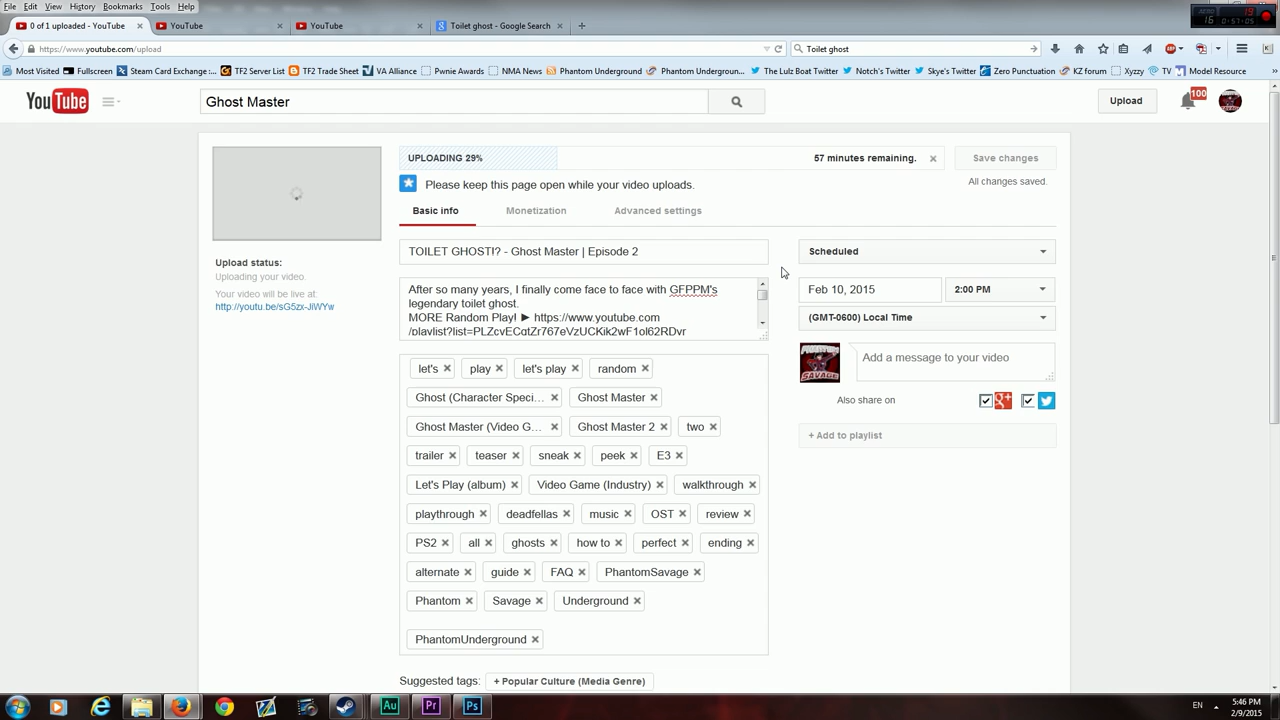 File Edit View History Bookmarks Tools Help
AERO 16 19 0:57:05
0 of 1 uploaded - YouTube × YouTube × YouTube × Toilet ghost - Google Search × +
https://www.youtube.com/upload Toilet ghost
Most Visited Fullscreen Steam Card Exchange :... TF2 Server List TF2 Trade Sheet VA Alliance Pwnie Awards NMA News Phantom Underground Phantom Undergroun... The Lulz Boat Twitter Notch's Twitter Skye's Twitter Zero Punctuation KZ forum Xyzzy TV Model Resource
YouTube Ghost Master Upload 100
UPLOADING 29% 57 minutes remaining. × Save changes
Please keep this page open while your video uploads. All changes saved.
Basic info Monetization Advanced settings
TOILET GHOST!? - Ghost Master | Episode 2 Scheduled
Upload status:
Uploading your video.
Your video will be live at:
http://youtu.be/sG5zx-JiWYw
After so many years, I finally come face to face with GFPPM's
legendary toilet ghost.
MORE Random Play! ► https://www.youtube.com
/playlist?list=PLZcvECqtZr767eVzUCKik2wF1ol62RDvr
Feb 10, 2015 2:00 PM
(GMT-0600) Local Time
Add a message to your video
Also share on
+ Add to playlist
let's × play × let's play × random ×
Ghost (Character Speci... × Ghost Master ×
Ghost Master (Video G... × Ghost Master 2 × two ×
trailer × teaser × sneak × peek × E3 ×
Let's Play (album) × Video Game (Industry) × walkthrough ×
playthrough × deadfellas × music × OST × review ×
PS2 × all × ghosts × how to × perfect × ending ×
alternate × guide × FAQ × PhantomSavage ×
Phantom × Savage × Underground ×
PhantomUnderground ×
Suggested tags: + Popular Culture (Media Genre)
Au Pr Ps EN 5:46 PM
2/9/2015